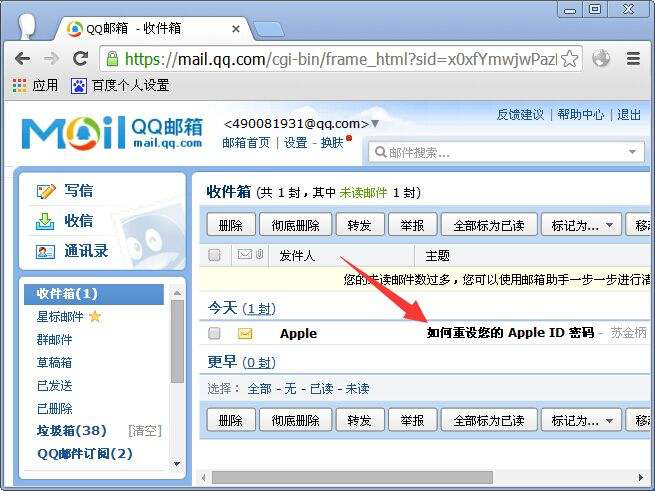 QQ邮箱 - 收件箱
https://mail.qq.com/cgi-bin/frame_html?sid=x0xfYmwjwPazl
应用 百度个人设置
反馈建议 | 帮助中心 | 退出
Mail QQ邮箱 mail.qq.com
<490081931@qq.com>
邮箱首页 | 设置 - 换肤
邮件搜索...
写信
收信
通讯录
收件箱(1)
星标邮件
群邮件
草稿箱
已发送
已删除
垃圾箱(38) [清空]
QQ邮件订阅(2)
收件箱 (共 1 封,其中 未读邮件 1 封)
删除 彻底删除 转发 举报 全部标为已读 标记为... 移
发件人 主题
您的未读邮件数过多,您可以使用邮箱助手一步一步进行清
今天 (1 封)
Apple 如何重设您的 Apple ID 密码 - 苏金柄
更早 (0 封)
选择: 全部 - 无 - 已读 - 未读
删除 彻底删除 转发 举报 全部标为已读 标记为... 移